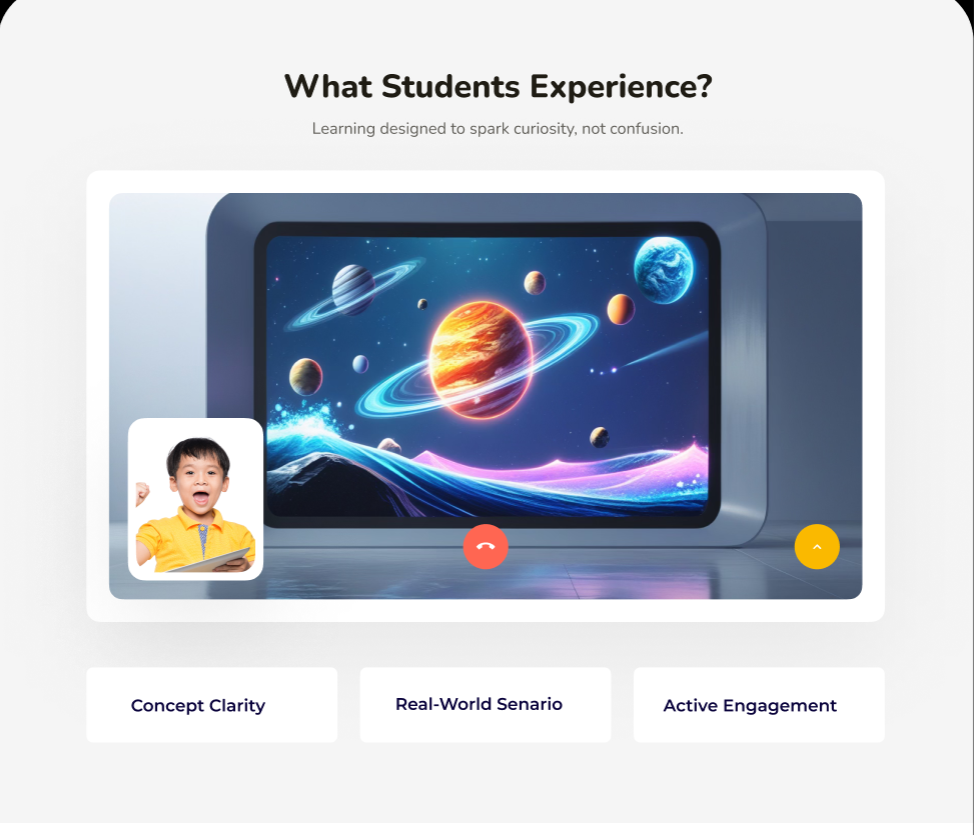 What Students Experience?
Learning designed to spark curiosity, not confusion.
Concept Clarity
Real-World Senario
Active Engagement